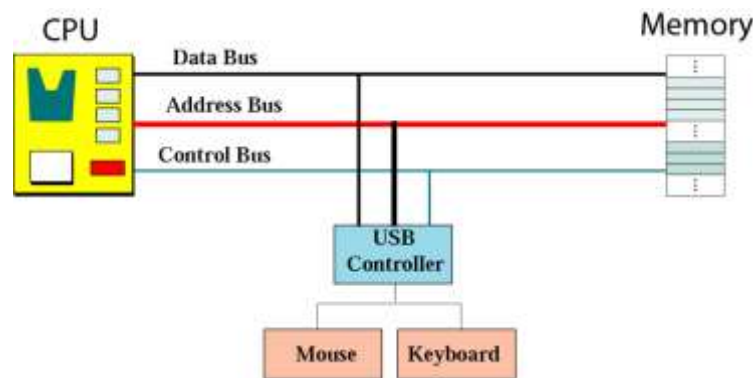 CPU
Memory
Data Bus
Address Bus
Control Bus
USB
Controller
Mouse
Keyboard